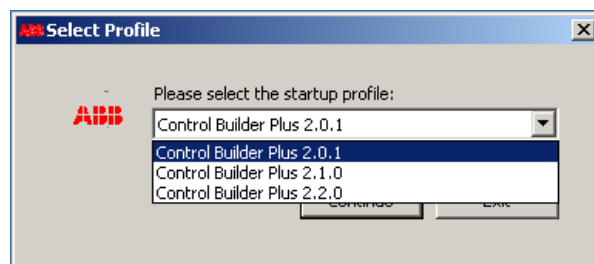 ABB Select Profile
Please select the startup profile:
ABB
Control Builder Plus 2.0.1
Control Builder Plus 2.0.1
Control Builder Plus 2.1.0
Control Builder Plus 2.2.0